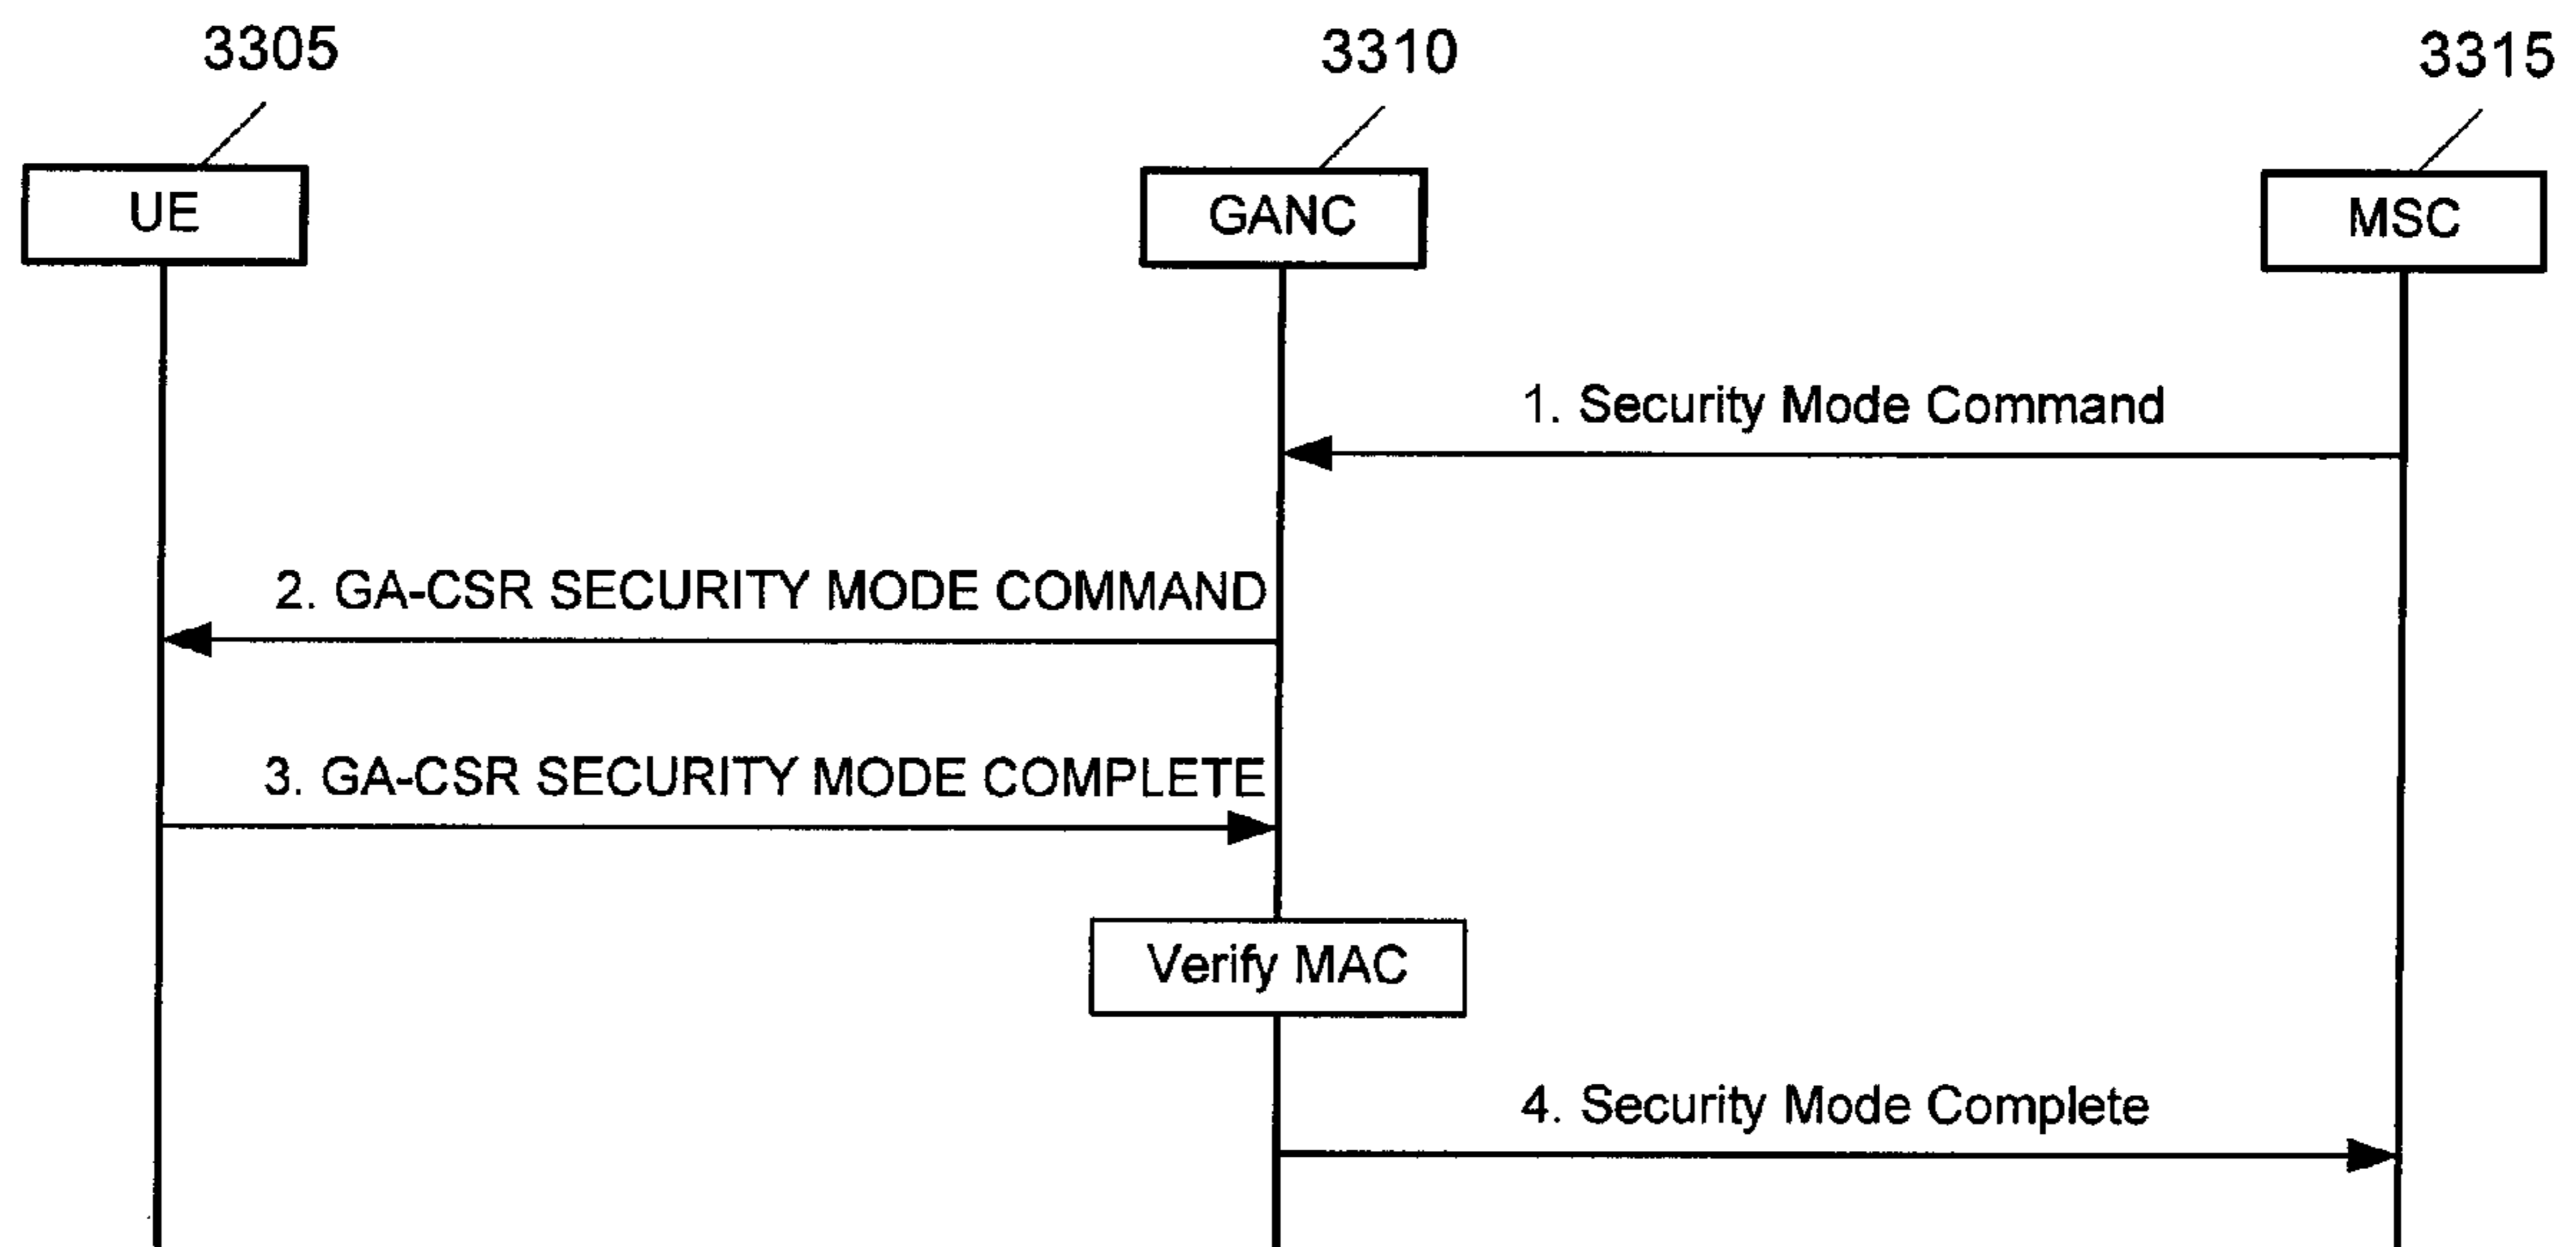 3305
3310
3315
UE
GANC
MSC
1. Security Mode Command
2. GA-CSR SECURITY MODE COMMAND
3. GA-CSR SECURITY MODE COMPLETE
Verify MAC
4. Security Mode Complete